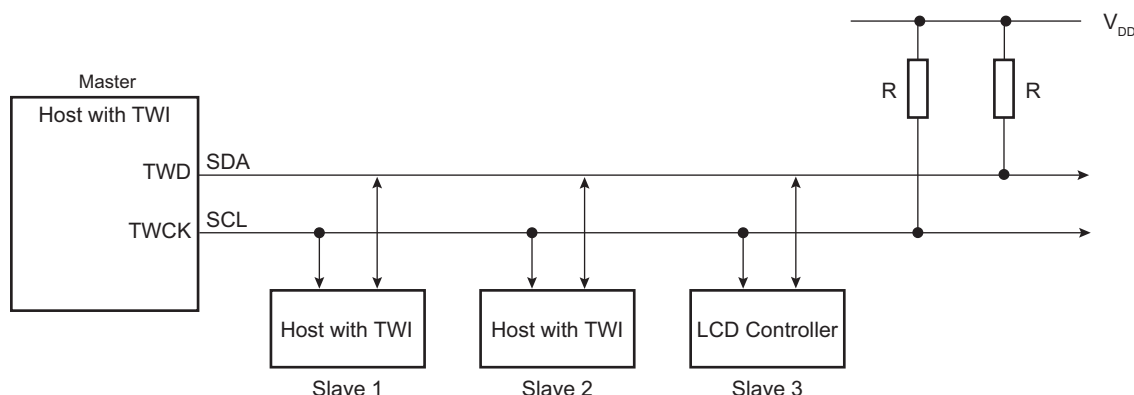 V_DD
Master
Host with TWI
R
R
TWD
SDA
TWCK
SCL
Host with TWI
Host with TWI
LCD Controller
Slave 1
Slave 2
Slave 3